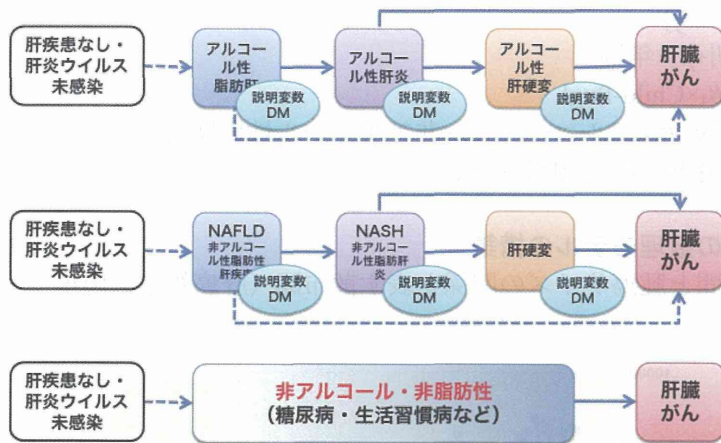 肝疾患なし・
肝炎ウイルス
未感染
アルコー
ル性
脂肪肝
説明変数
DM
アルコー
ル性肝炎
説明変数
DM
アルコー
ル性
肝硬変
説明変数
DM
肝臓
がん
肝疾患なし・
肝炎ウイルス
未感染
NAFLD
非アルコー
ル性脂肪性
肝疾患
説明変数
DM
NASH
非アルコー
ル性脂肪肝
炎
説明変数
DM
肝硬変
説明変数
DM
肝臓
がん
肝疾患なし・
肝炎ウイルス
未感染
非アルコール・非脂肪性
(糖尿病・生活習慣病など)
肝臓
がん